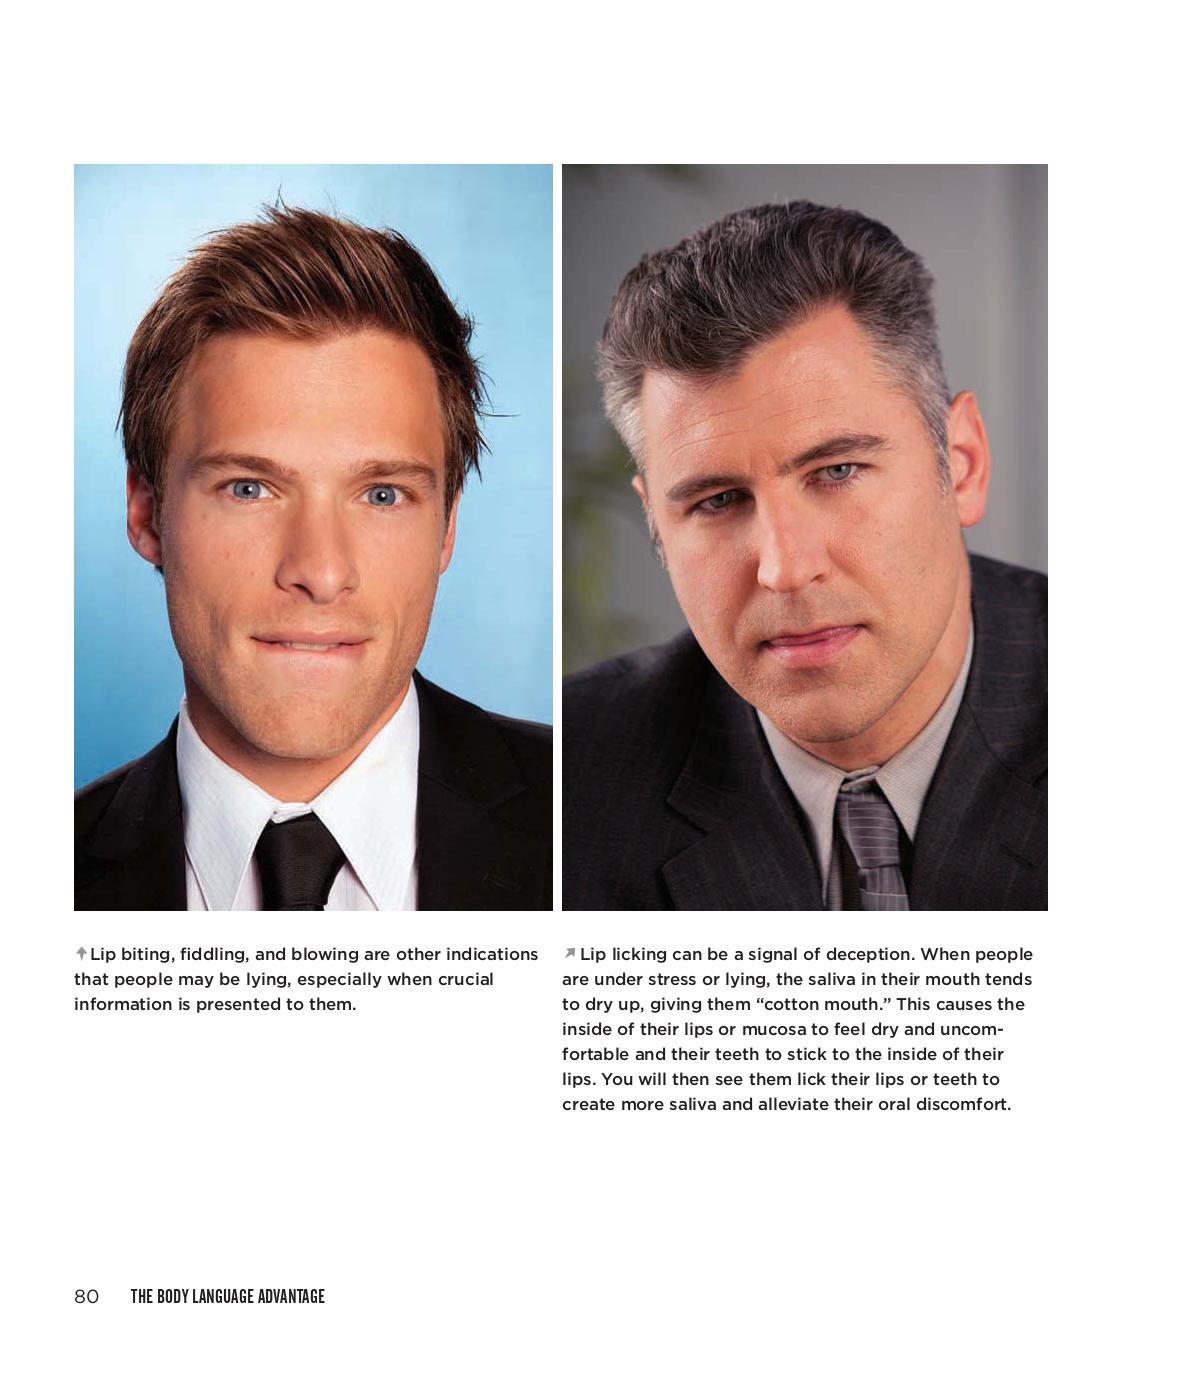 Lip biting, fiddling, and blowing are other indications
that people may be lying, especially when crucial
information is presented to them.
Lip licking can be a signal of deception. When people
are under stress or lying, the saliva in their mouth tends
to dry up, giving them “cotton mouth.” This causes the
inside of their lips or mucosa to feel dry and uncom-
fortable and their teeth to stick to the inside of their
lips. You will then see them lick their lips or teeth to
create more saliva and alleviate their oral discomfort.
80 THE BODY LANGUAGE ADVANTAGE